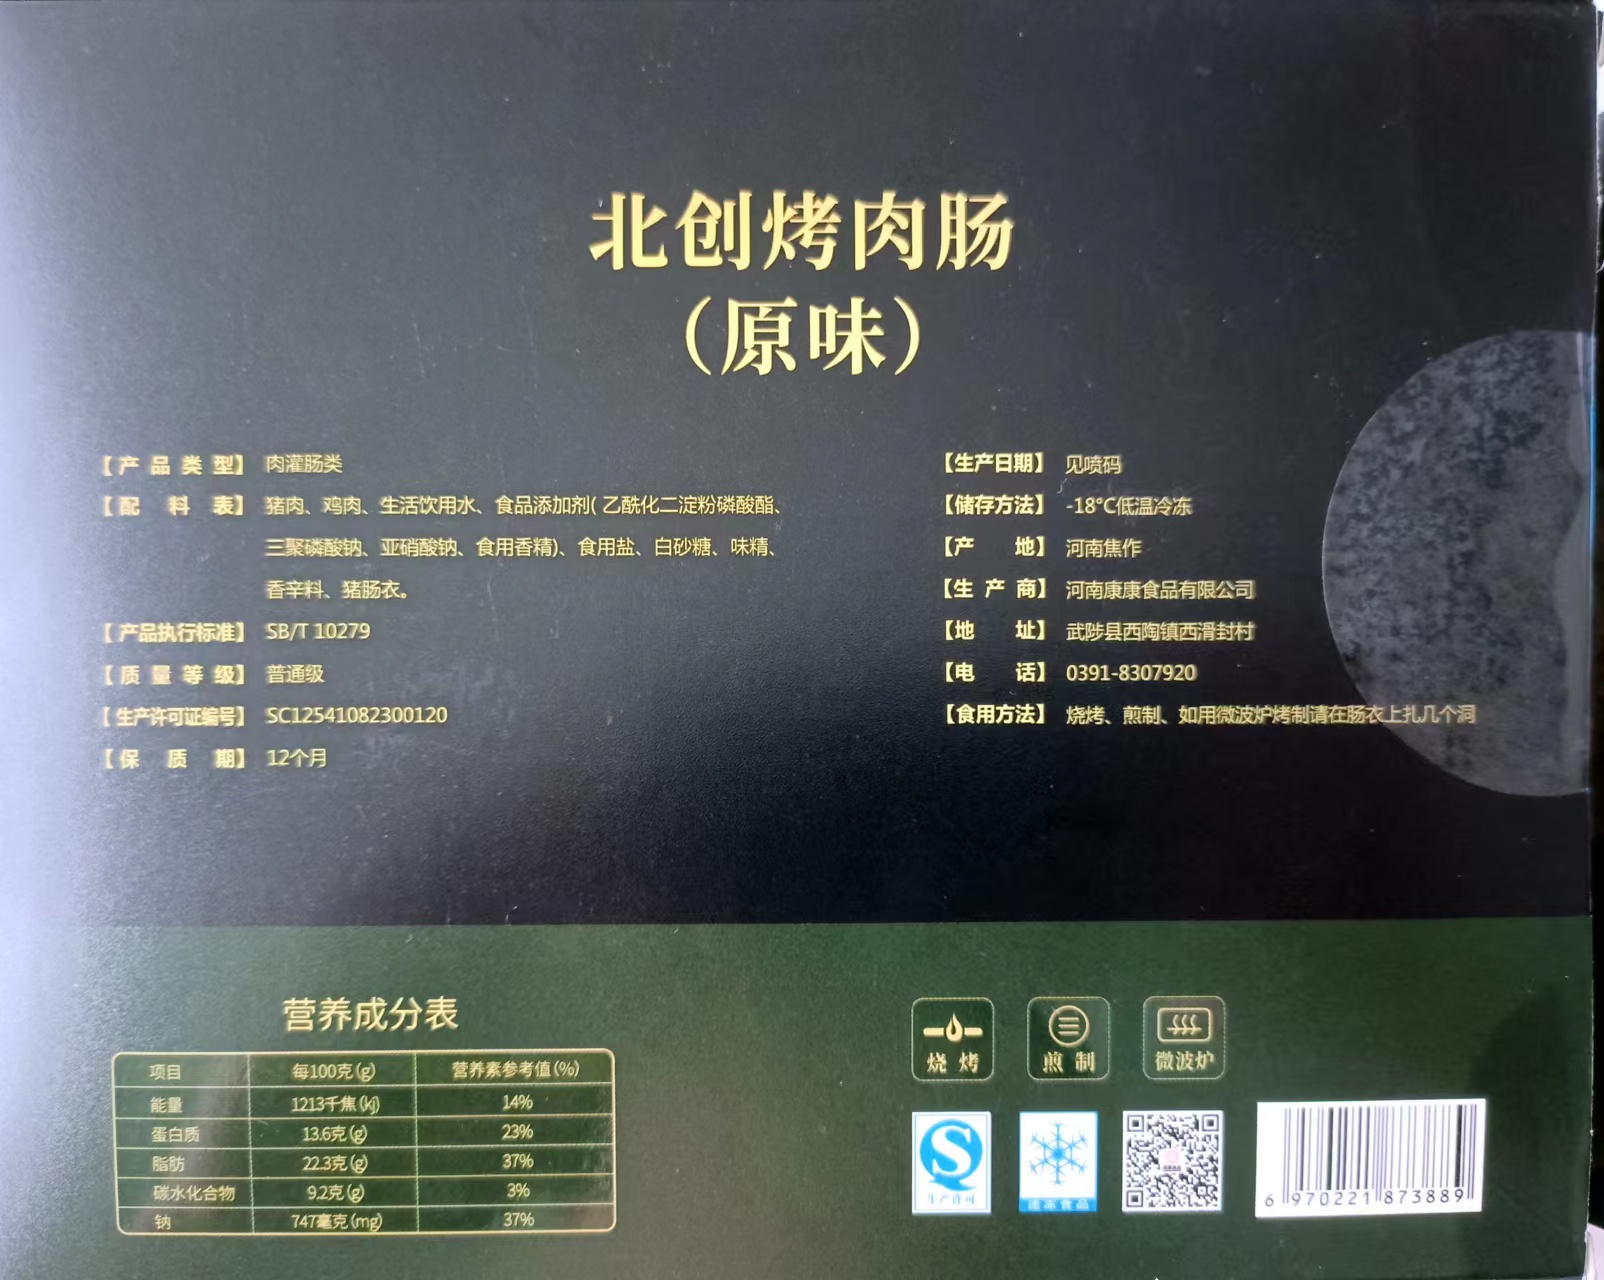 北创烤肉肠
（原味）
【产品类型】 肉灌肠类
【配料表】 猪肉、鸡肉、生活饮用水、食品添加剂( 乙酰化二淀粉磷酸酯、
三聚磷酸钠、亚硝酸钠、食用香精)、食用盐、白砂糖、味精、
香辛料、猪肠衣。
【产品执行标准】 SB/T 10279
【质量等级】 普通级
【生产许可证编号】 SC12541082300120
【保质期】 12个月
【生产日期】 见喷码
【储存方法】 -18°C低温冷冻
【产地】 河南焦作
【生产商】 河南康康食品有限公司
【地址】 武陟县西陶镇西滑封村
【电话】 0391-8307920
【食用方法】 烧烤、煎制、如用微波炉烤制请在肠衣上扎几个洞
营养成分表
项目 每100克(g) 营养素参考值(%)
能量 1213千焦(kj) 14%
蛋白质 13.6克(g) 23%
脂肪 22.3克(g) 37%
碳水化合物 9.2克(g) 3%
钠 747毫克(mg) 37%
烧烤 煎制 微波炉
生产许可
速冻食品
6 970221 873889